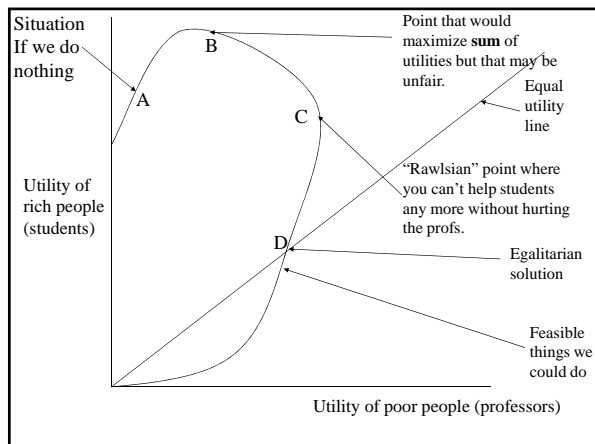 Situation
If we do
nothing
A
B
C
D
Point that would
maximize sum of
utilities but that may be
unfair.
Equal
utility
line
"Rawlsian" point where
you can't help students
any more without hurting
the profs.
Egalitarian
solution
Feasible
things we
could do
Utility of
rich people
(students)
Utility of poor people (professors)